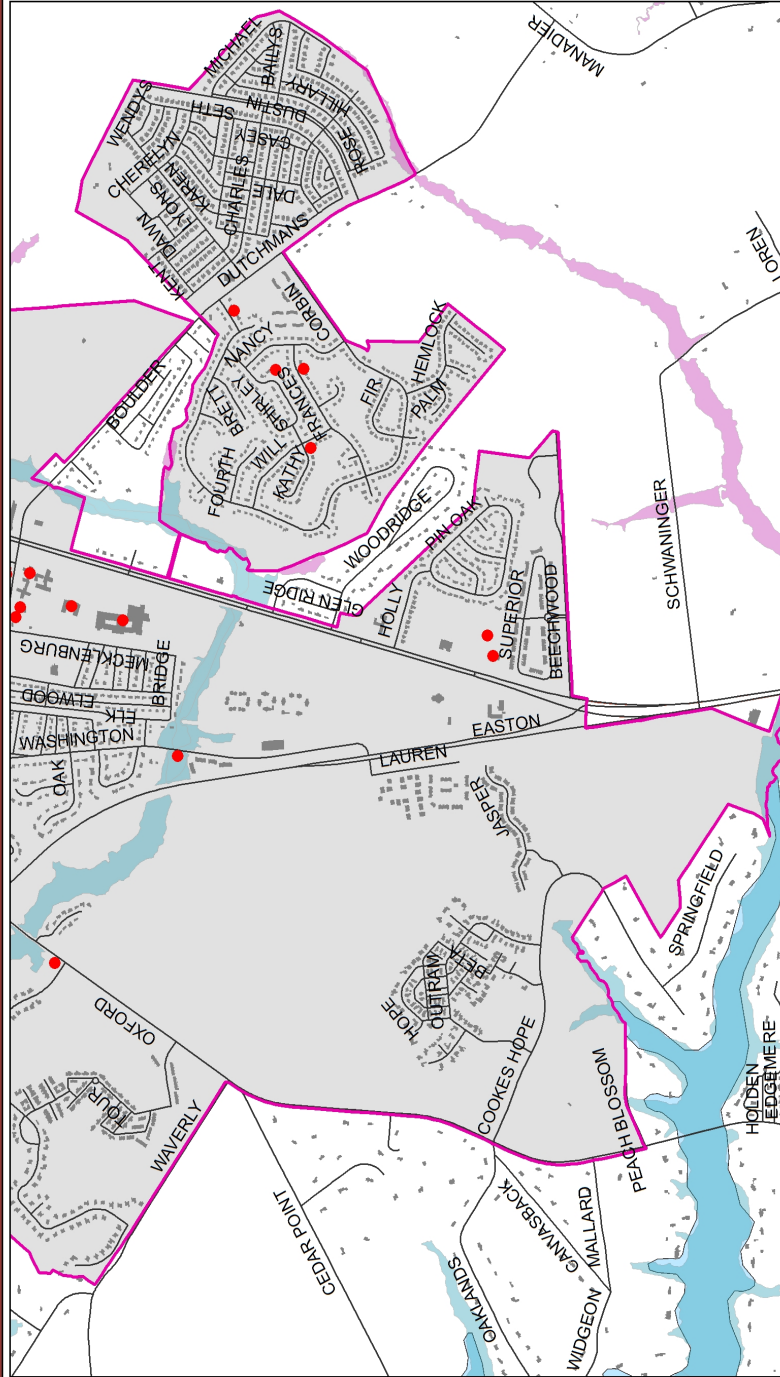 MANADIER
MICHAEL
BAILYS
HILLARY
DUSTIN
SETH
WENDYS
CASEY
ROSE
CHERELYN
KAREN
LYONS
CHARLES
DALE
DAWN
KENT
DUTCHMANS
LOREN
CORBIN
NANCY
HEMLOCK
BOULDER
SHIRLEY
BRETT
FRANCES
FIR
PALM
WILL
FOURTH
KATHY
WOODRIDGE
PIN OAK
SCHWANINGER
GLEN RIDGE
HOLLY
SUPERIOR
BEECHWOOD
MECKLENBURG
BRIDGE
ELWOOD
ELK
WASHINGTON
OAK
EASTON
LAUREN
JASPER
SPRINGFIELD
BETA
OUTRAM
HOPE
OXFORD
COOKES HOPE
PEACH BLOSSOM
HOLDEN
EDGEMERE
TOUR
WAVERLY
CEDAR POINT
CANVASBACK
MALLARD
OAKLANDS
WIDGEON